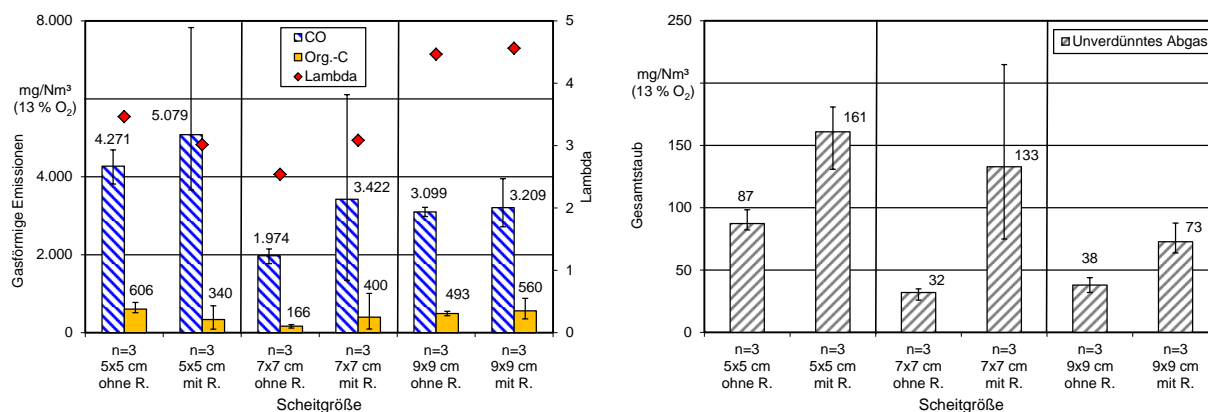 8.000
5
CO
Org.-C
Lambda
mg/Nm³
(13 % O₂)
4
5.079
4.271
3
4.000
3.422
3.209
3.099
2
1.974
2.000
1
606
340
166
400
493
560
0
0
Gasförmige Emissionen
Lambda
n=3
5x5 cm
ohne R.
n=3
5x5 cm
mit R.
n=3
7x7 cm
ohne R.
n=3
7x7 cm
mit R.
n=3
9x9 cm
ohne R.
n=3
9x9 cm
mit R.
Scheitgröße
250
Unverdünntes Abgas
mg/Nm³
(13 % O₂)
150
161
133
100
87
73
50
32
38
0
Gesamtstaub
n=3
5x5 cm
ohne R.
n=3
5x5 cm
mit R.
n=3
7x7 cm
ohne R.
n=3
7x7 cm
mit R.
n=3
9x9 cm
ohne R.
n=3
9x9 cm
mit R.
Scheitgröße